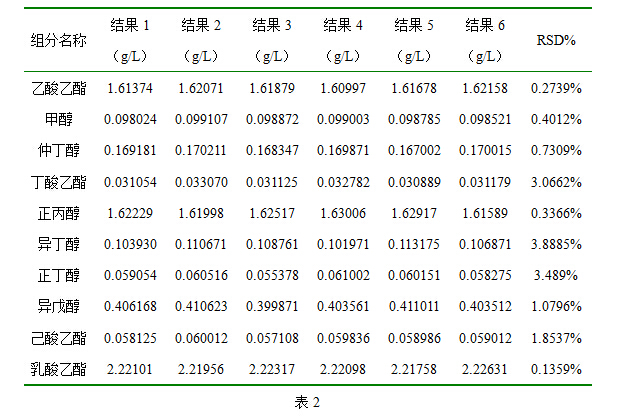 组分名称 结果 1 (g/L) 结果 2 (g/L) 结果 3 (g/L) 结果 4 (g/L) 结果 5 (g/L) 结果 6 (g/L) RSD%
乙酸乙酯 1.61374 1.62071 1.61879 1.60997 1.61678 1.62158 0.2739%
甲醇 0.098024 0.099107 0.098872 0.099003 0.098785 0.098521 0.4012%
仲丁醇 0.169181 0.170211 0.168347 0.169871 0.167002 0.170015 0.7309%
丁酸乙酯 0.031054 0.033070 0.031125 0.032782 0.030889 0.031179 3.0662%
正丙醇 1.62229 1.61998 1.62517 1.63006 1.62917 1.61589 0.3366%
异丁醇 0.103930 0.110671 0.108761 0.101971 0.113175 0.106871 3.8885%
正丁醇 0.059054 0.060516 0.055378 0.061002 0.060151 0.058275 3.489%
异戊醇 0.406168 0.410623 0.399871 0.403561 0.411011 0.403512 1.0796%
己酸乙酯 0.058125 0.060012 0.057108 0.059836 0.058986 0.059012 1.8537%
乳酸乙酯 2.22101 2.21956 2.22317 2.22098 2.21758 2.22631 0.1359%
表 2